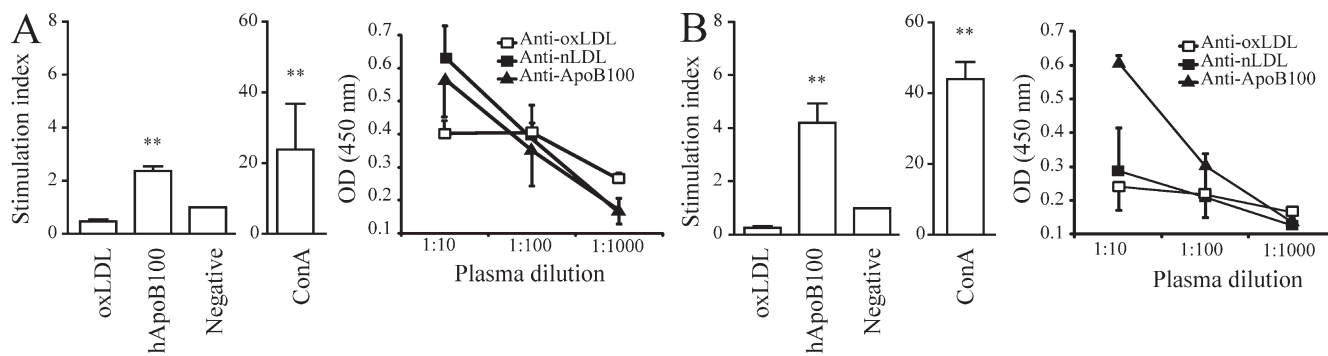 A
Stimulation index
8
6
4
2
0
**
oxLDL
hApoB100
Negative
60
40
20
0
**
ConA
OD (450 nm)
0.7
0.6
0.5
0.4
0.3
0.2
0.1
Anti-oxLDL
Anti-nLDL
Anti-ApoB100
1:10
1:100
1:1000
Plasma dilution
B
Stimulation index
8
6
4
2
0
**
oxLDL
hApoB100
Negative
60
40
20
0
**
ConA
OD (450 nm)
0.7
0.6
0.5
0.4
0.3
0.2
0.1
Anti-oxLDL
Anti-nLDL
Anti-ApoB100
1:10
1:100
1:1000
Plasma dilution